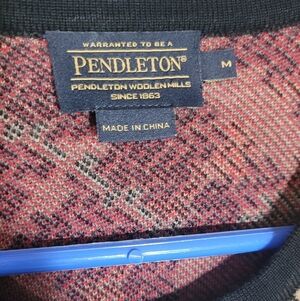 WARRANTED TO BE A
PENDLETON®
PENDLETON WOOLEN MILLS
SINCE 1863
M
MADE IN CHINA